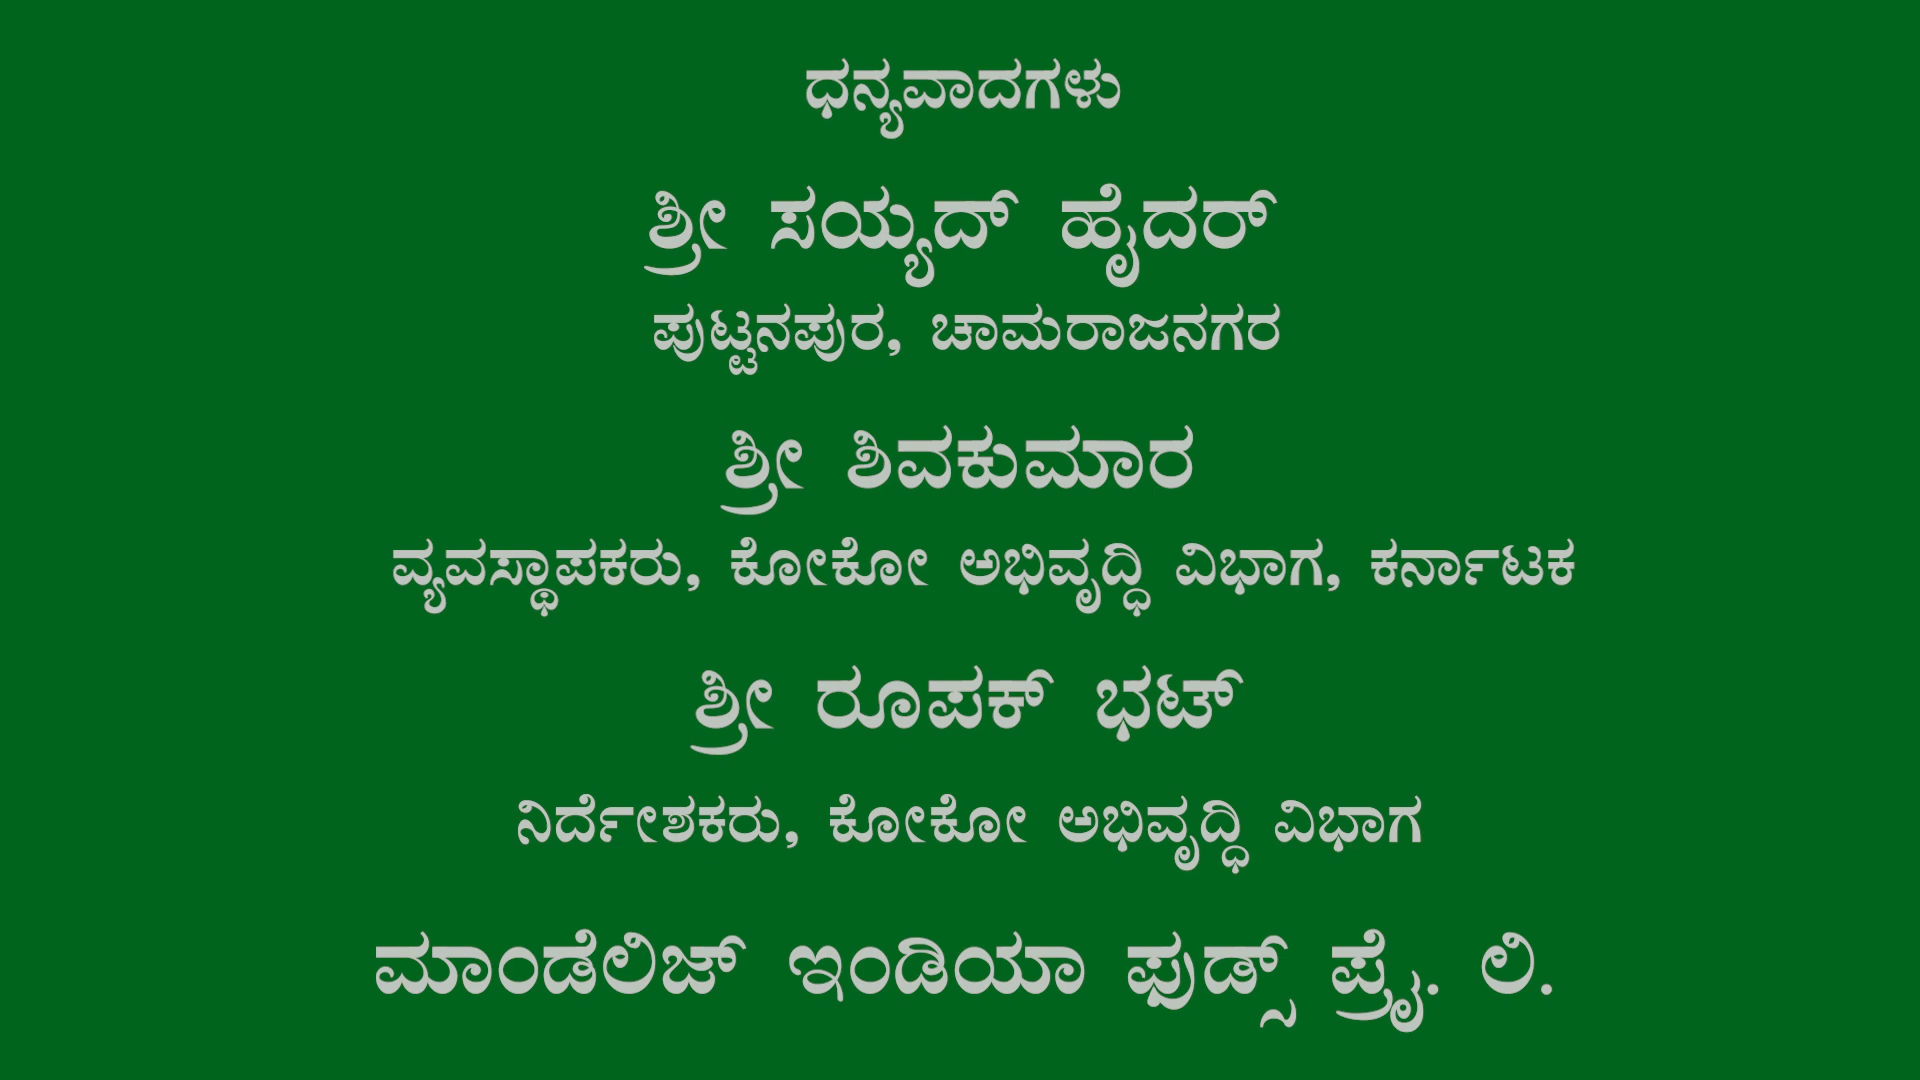 ಧನ್ಯವಾದಗಳು
ಶ್ರೀ ಸಯ್ಯದ್ ಹೈದರ್
ಪುಟ್ಟನಪುರ, ಚಾಮರಾಜನಗರ
ಶ್ರೀ ಶಿವಕುಮಾರ
ವ್ಯವಸ್ಥಾಪಕರು, ಕೋಕೋ ಅಭಿವೃದ್ಧಿ ವಿಭಾಗ, ಕರ್ನಾಟಕ
ಶ್ರೀ ರೂಪಕ್ ಭಟ್
ನಿರ್ದೇಶಕರು, ಕೋಕೋ ಅಭಿವೃದ್ಧಿ ವಿಭಾಗ
ಮಾಂಡೆಲಿಜ್ ಇಂಡಿಯಾ ಫುಡ್ಸ್ ಪ್ರೈ. ಲಿ.